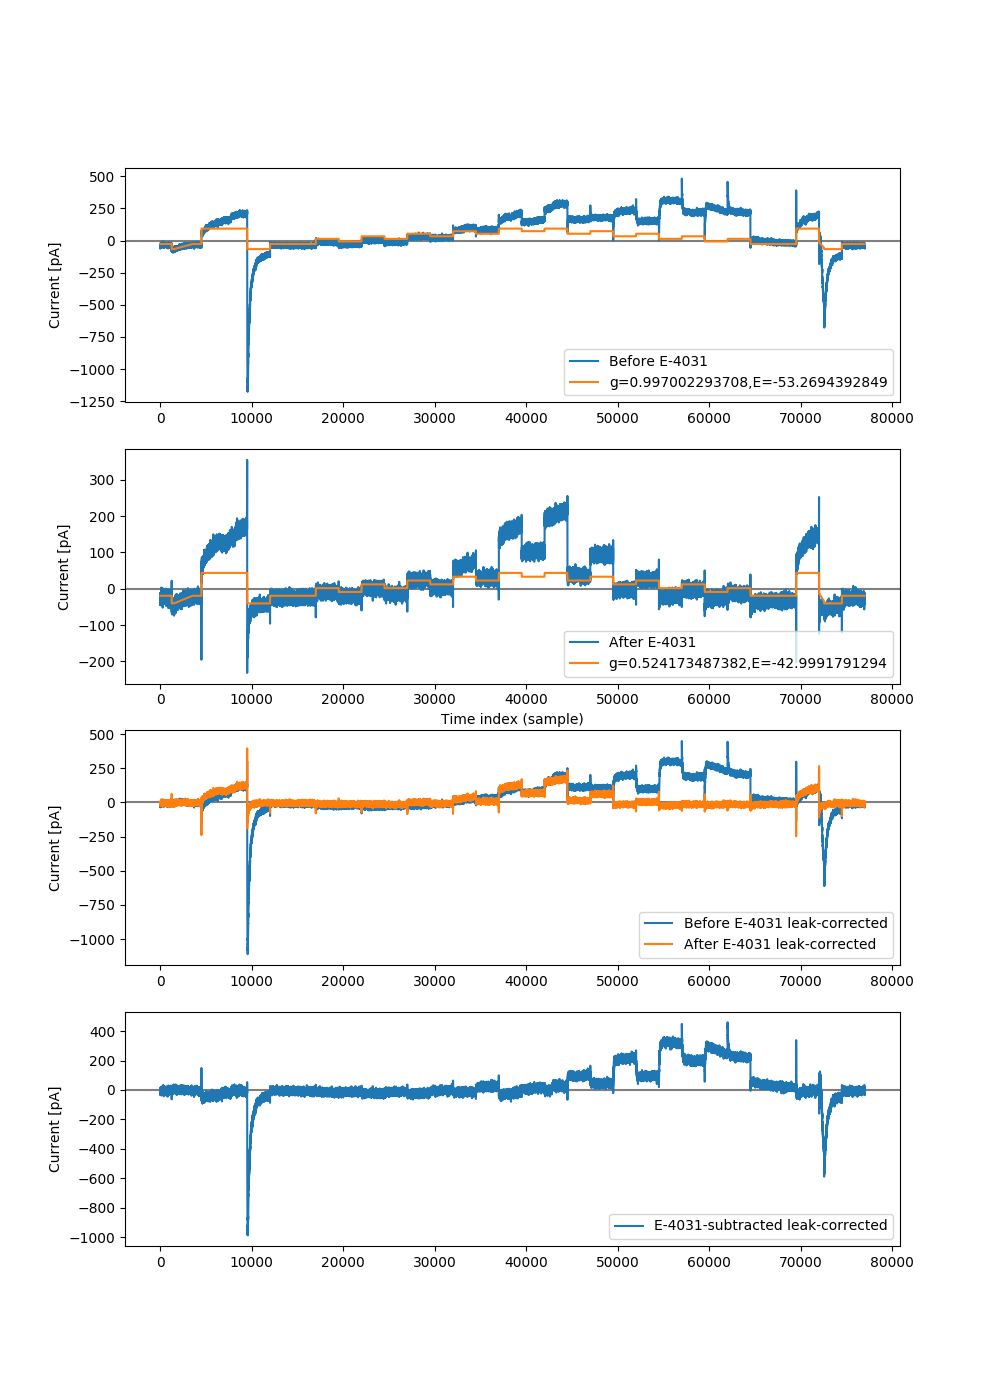 500
250
0
−250
−500
−750
−1000
−1250
Current [pA]
Before E-4031
g=0.997002293708,E=-53.2694392849
0 10000 20000 30000 40000 50000 60000 70000 80000
300
200
100
0
−100
−200
Current [pA]
After E-4031
g=0.524173487382,E=-42.9991791294
0 10000 20000 30000 40000 50000 60000 70000 80000
Time index (sample)
500
250
0
−250
−500
−750
−1000
Current [pA]
Before E-4031 leak-corrected
After E-4031 leak-corrected
0 10000 20000 30000 40000 50000 60000 70000 80000
400
200
0
−200
−400
−600
−800
−1000
Current [pA]
E-4031-subtracted leak-corrected
0 10000 20000 30000 40000 50000 60000 70000 80000